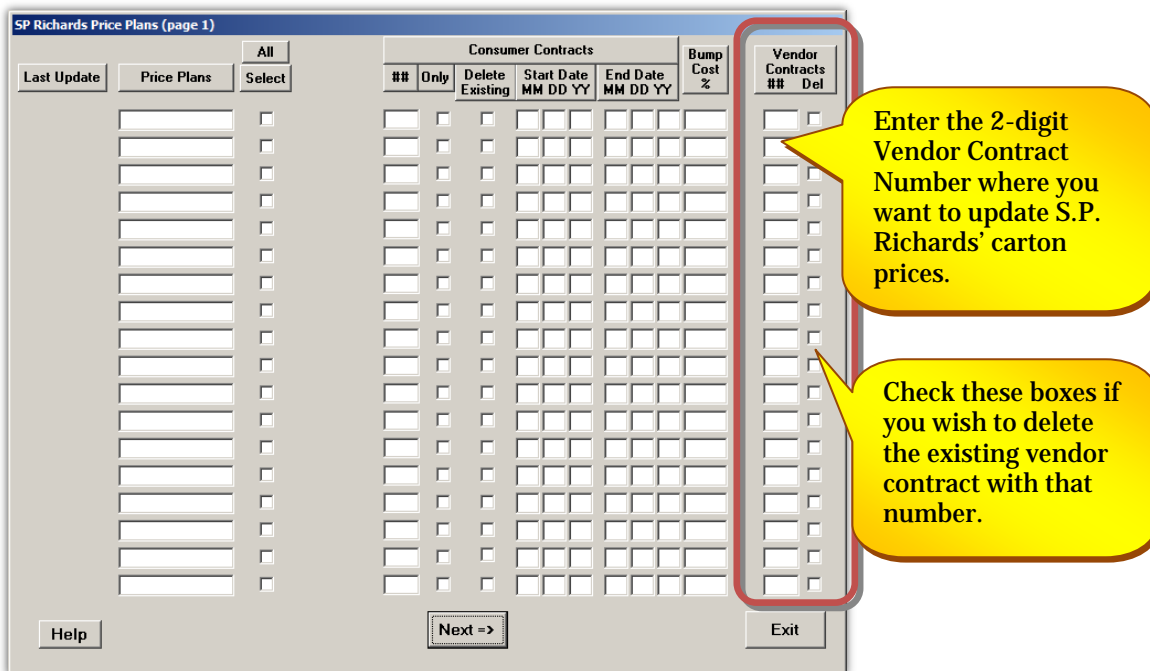 SP Richards Price Plans (page 1)
All
Consumer Contracts
Bump
Cost
%
Vendor
Contracts
## Del
Last Update
Price Plans
Select
##
Only
Delete
Existing
Start Date
MM DD YY
End Date
MM DD YY
Enter the 2-digit
Vendor Contract
Number where you
want to update S.P.
Richards’ carton
prices.
Check these boxes if
you wish to delete
the existing vendor
contract with that
number.
Help
Next =>
Exit